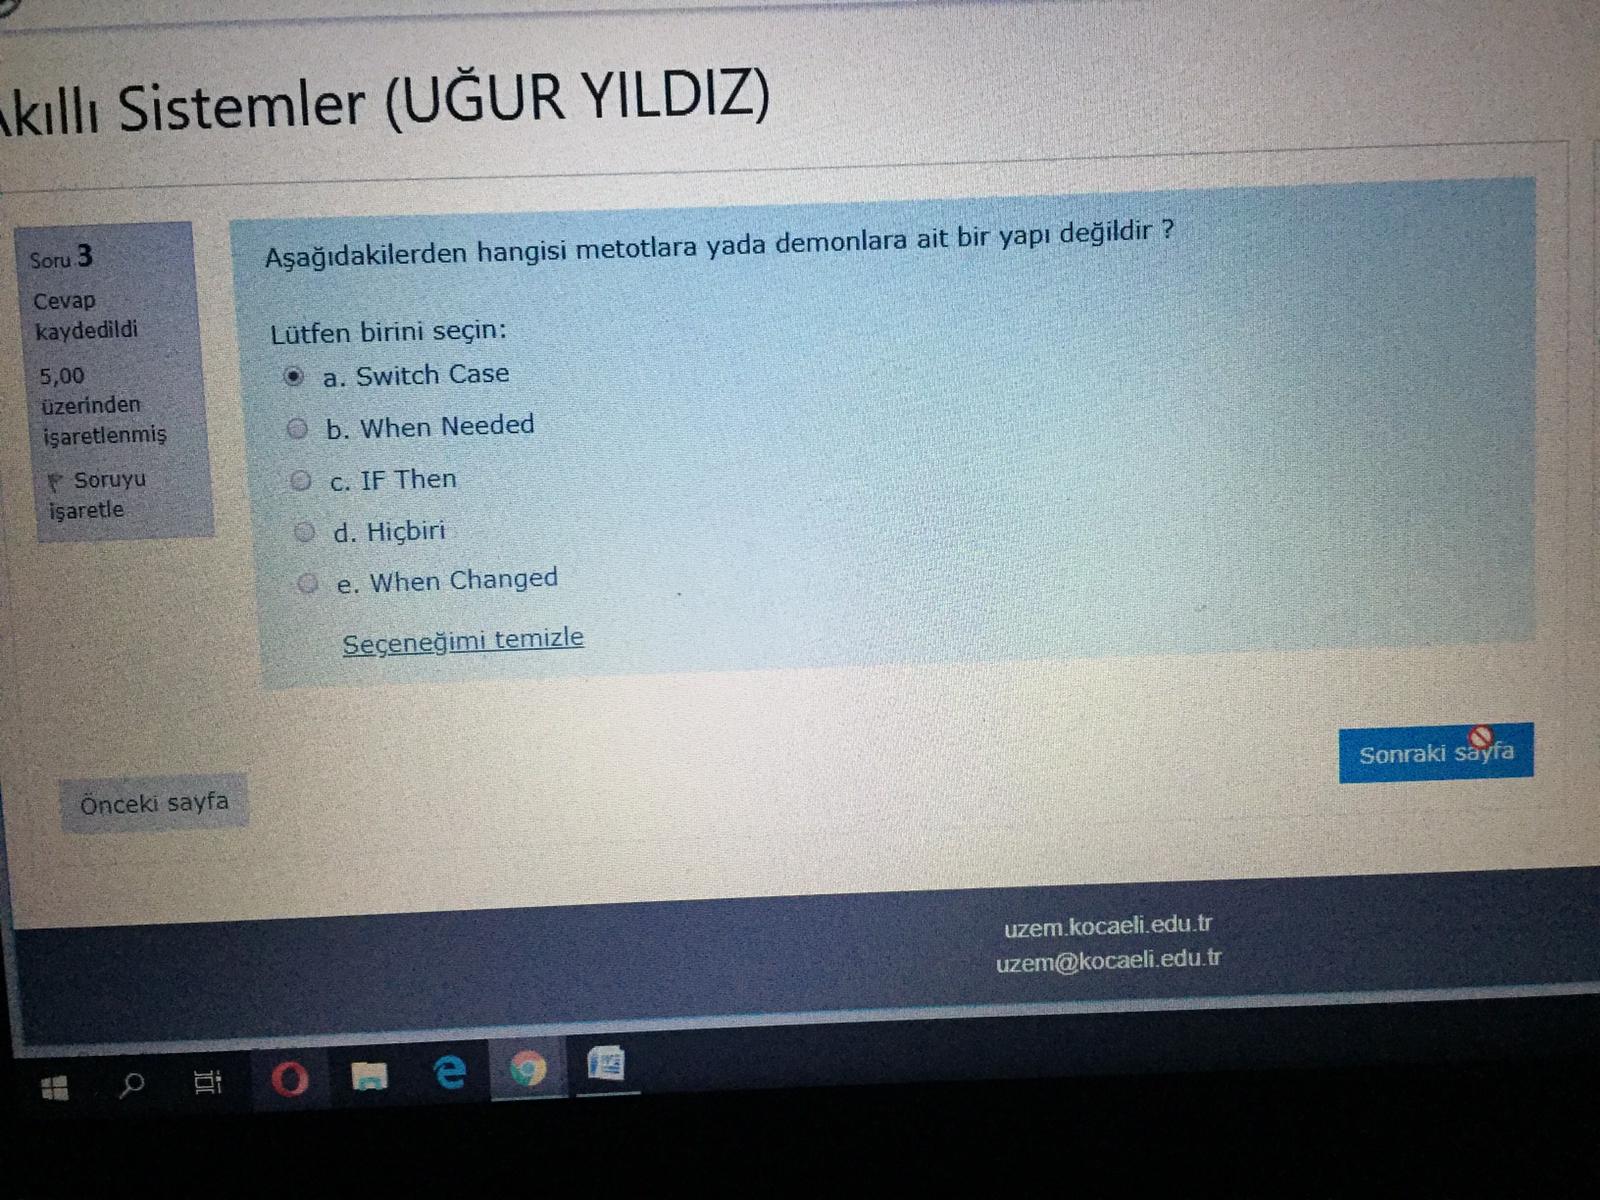 kıllı Sistemler (UĞUR YILDIZ)
Soru 3
Cevap
kaydedildi
5,00
üzerinden
işaretlenmiş
Soruyu
işaretle
Aşağıdakilerden hangisi metotlara yada demonlara ait bir yapı değildir ?
Lütfen birini seçin:
a. Switch Case
b. When Needed
c. IF Then
d. Hiçbiri
e. When Changed
Seçeneğimi temizle
Sonraki sayfa
Önceki sayfa
uzem.kocaeli.edu.tr
uzem@kocaeli.edu.tr